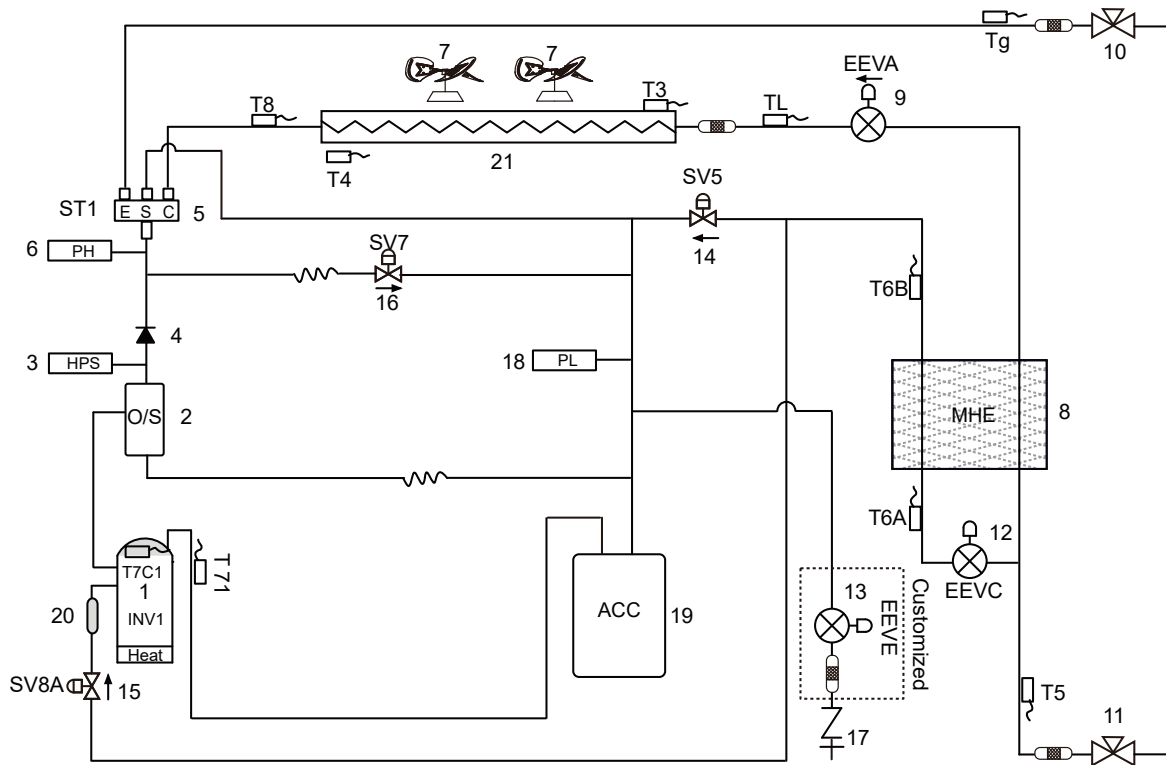 Tg
10
7
7
EEVA
T8
T3
TL
9
21
T4
SV5
ST1
E S C
5
6
PH
SV7
14
16
T6B
4
3
HPS
18
PL
O/S
2
MHE
8
T6A
12
T71
T7C1
1
INV1
Heat
20
ACC
19
13
EEVE
Customized
EEVC
SV8A
15
T5
17
11